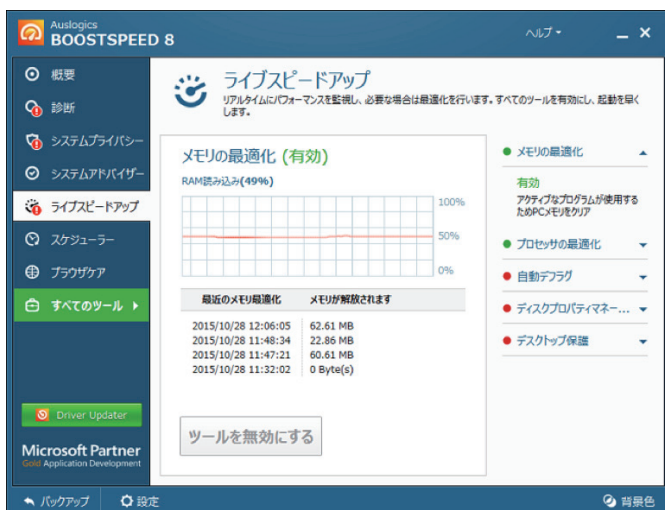 Auslogics
BOOSTSPEED 8
ヘルプ
概要
診断
システムプライバシー
システムアドバイザー
ライブスピードアップ
スケジューラー
ブラウザケア
すべてのツール
Driver Updater
Microsoft Partner
Gold Application Development
ライブスピードアップ
リアルタイムにパフォーマンスを監視し、必要な場合は最適化を行います。すべてのツールを有効にし、起動を早く
します。
メモリの最適化 (有効)
RAM読み込み(49%)
100%
50%
0%
最近のメモリ最適化 メモリが解放されます
2015/10/28 12:06:05 62.61 MB
2015/10/28 11:48:34 22.86 MB
2015/10/28 11:47:21 60.61 MB
2015/10/28 11:32:02 0 Byte(s)
ツールを無効にする
メモリの最適化
有効
アクティブなプログラムが使用する
ためPCメモリをクリア
プロセッサの最適化
自動デフラグ
ディスクプロパティマネー...
デスクトップ保護
バックアップ
設定
背景色